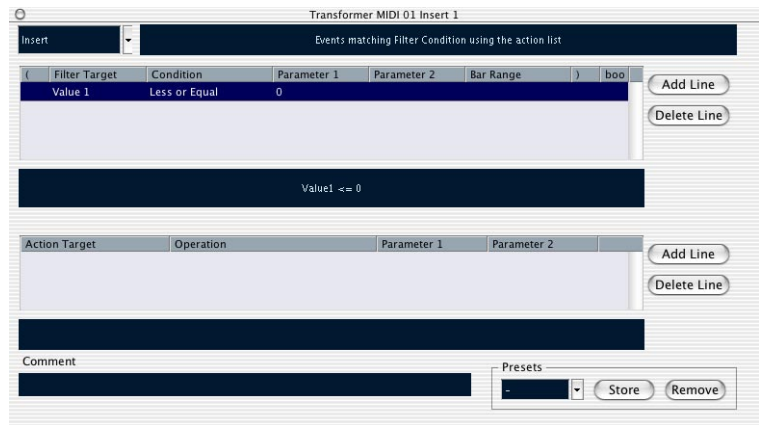 Transformer MIDI 01 Insert 1
Insert
Events matching Filter Condition using the action list
( Filter Target Condition Parameter 1 Parameter 2 Bar Range ) boo
Value 1 Less or Equal 0
Add Line
Delete Line
Value1 <= 0
Action Target Operation Parameter 1 Parameter 2
Add Line
Delete Line
Comment
Presets
-
Store
Remove